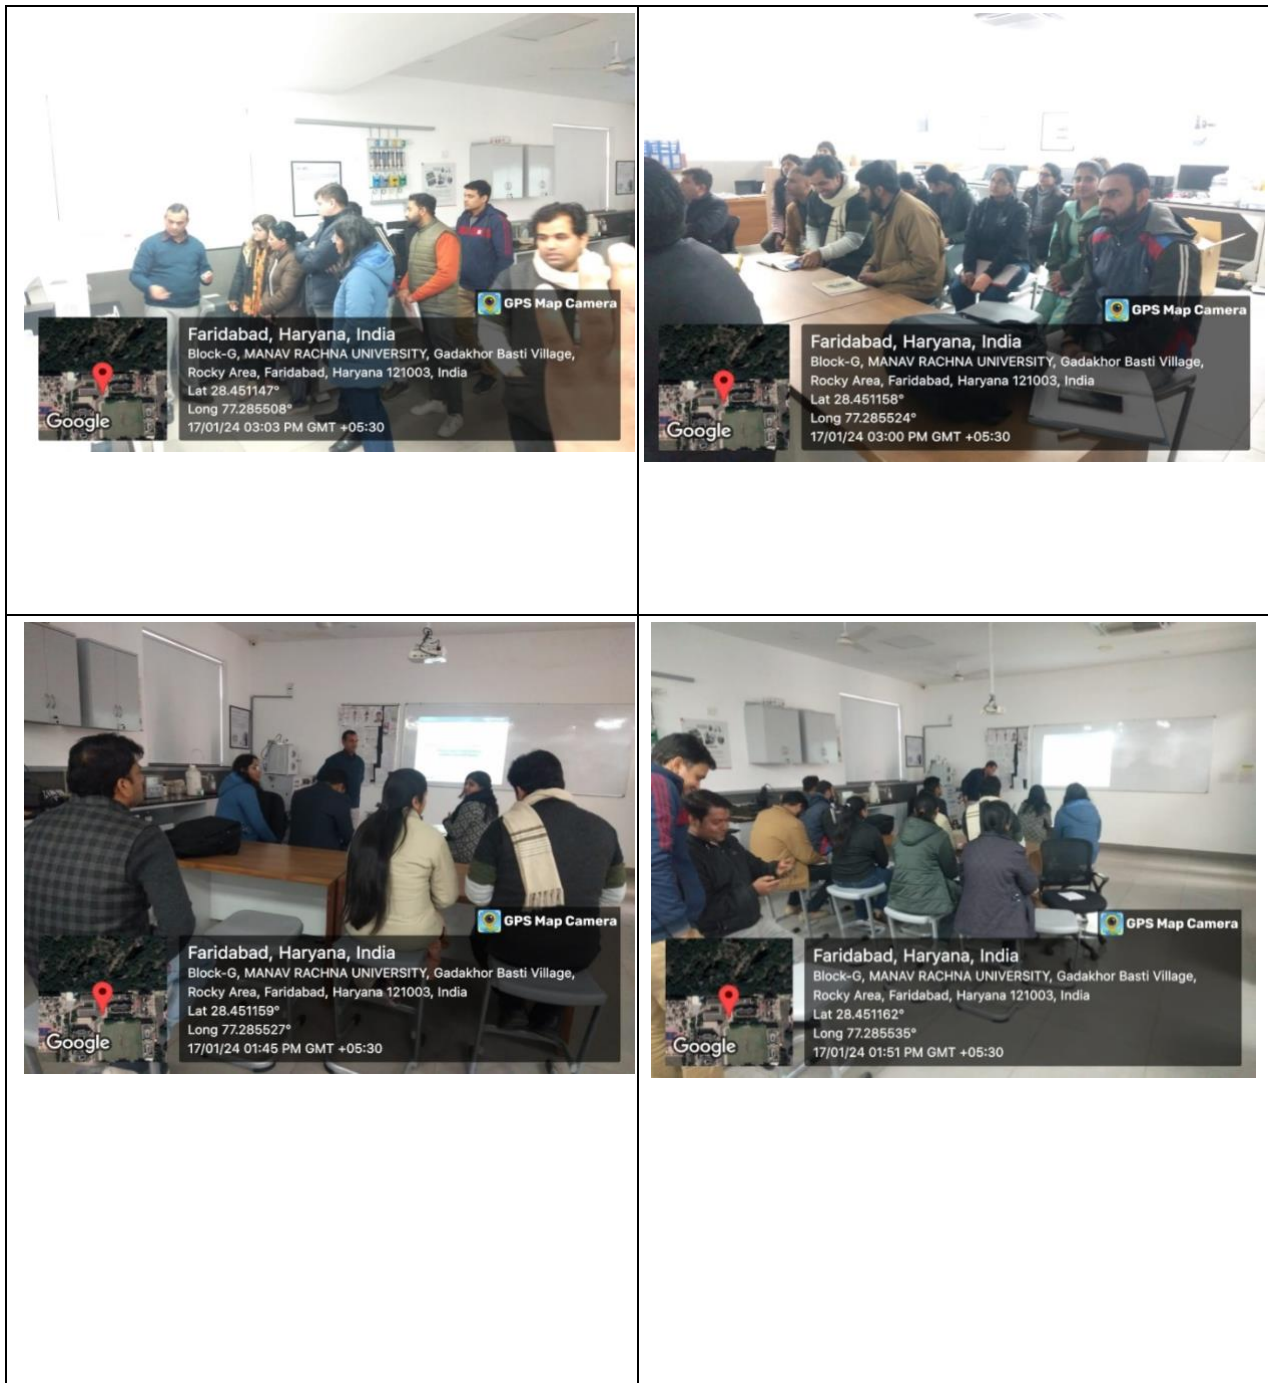 GPS Map Camera
Faridabad, Haryana, India
Block-G, MANAV RACHNA UNIVERSITY, Gadakhor Basti Village,
Rocky Area, Faridabad, Haryana 121003, India
Lat 28.451147°
Long 77.285508°
17/01/24 03:03 PM GMT +05:30
Google
GPS Map Camera
Faridabad, Haryana, India
Block-G, MANAV RACHNA UNIVERSITY, Gadakhor Basti Village,
Rocky Area, Faridabad, Haryana 121003, India
Lat 28.451158°
Long 77.285524°
17/01/24 03:00 PM GMT +05:30
Google
GPS Map Camera
Faridabad, Haryana, India
Block-G, MANAV RACHNA UNIVERSITY, Gadakhor Basti Village,
Rocky Area, Faridabad, Haryana 121003, India
Lat 28.451159°
Long 77.285527°
17/01/24 01:45 PM GMT +05:30
Google
GPS Map Camera
Faridabad, Haryana, India
Block-G, MANAV RACHNA UNIVERSITY, Gadakhor Basti Village,
Rocky Area, Faridabad, Haryana 121003, India
Lat 28.451162°
Long 77.285535°
17/01/24 01:51 PM GMT +05:30
Google